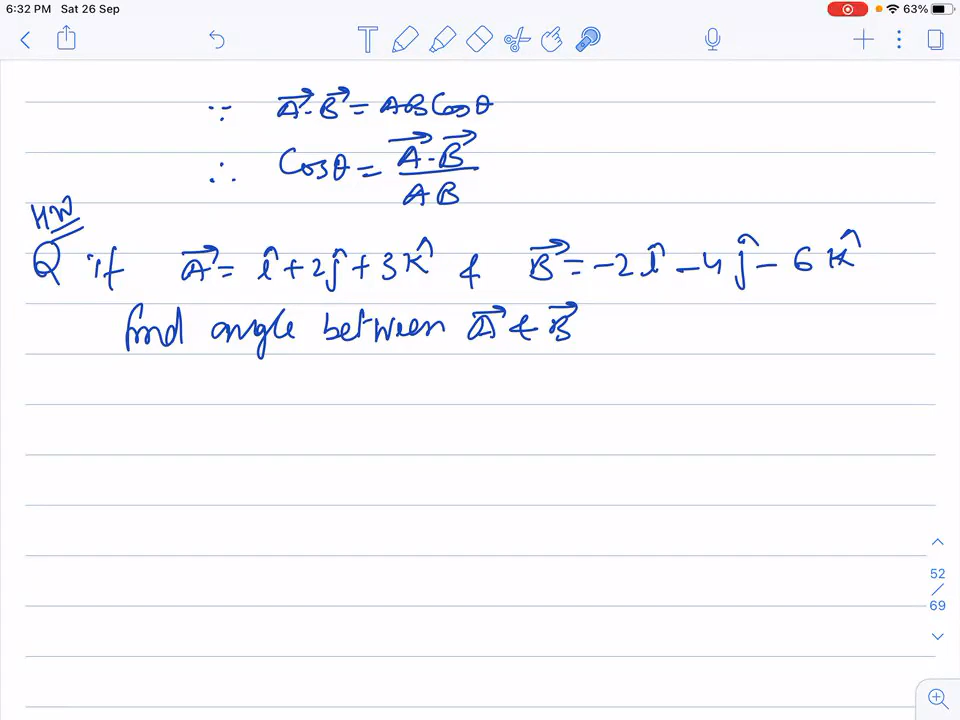 6:32 PM Sat 26 Sep 63%
T
∵ A⃗·B⃗ = AB Cosθ
∴ Cosθ = A⃗·B⃗ / AB
HW
Q if A⃗ = î + 2ĵ + 3k̂ & B⃗ = -2î - 4ĵ - 6k̂
find angle between A⃗ & B⃗
52
/
69